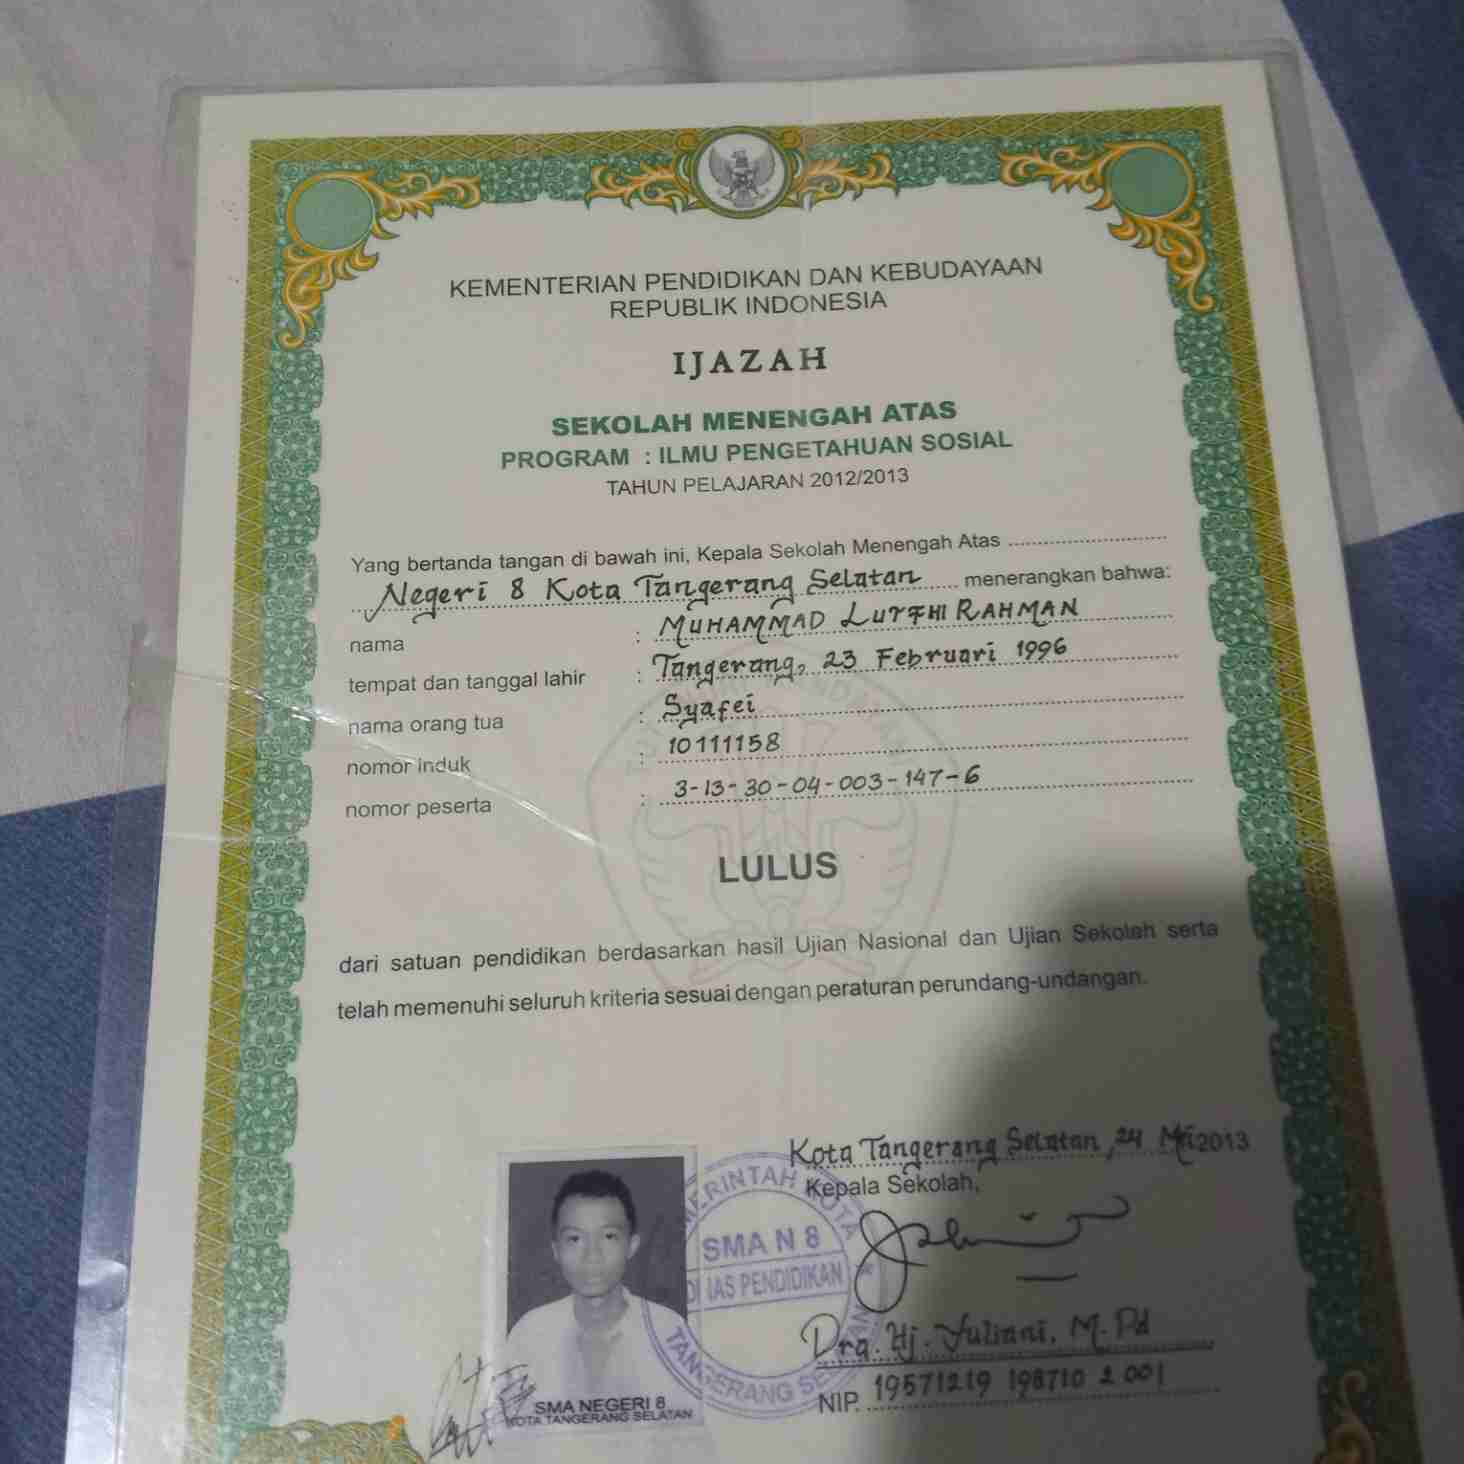 KEMENTERIAN PENDIDIKAN DAN KEBUDAYAAN
REPUBLIK INDONESIA
IJAZAH
SEKOLAH MENENGAH ATAS
PROGRAM : ILMU PENGETAHUAN SOSIAL
TAHUN PELAJARAN 2012/2013
Yang bertanda tangan di bawah ini, Kepala Sekolah Menengah Atas
Negeri 8 Kota Tangerang Selatan menerangkan bahwa:
nama : MUHAMMAD LUTFHI RAHMAN
tempat dan tanggal lahir : Tangerang, 23 Februari 1996
nama orang tua : Syafei
nomor induk : 10111158
nomor peserta : 3-13-30-04-003-147-6
LULUS
dari satuan pendidikan berdasarkan hasil Ujian Nasional dan Ujian Sekolah serta
telah memenuhi seluruh kriteria sesuai dengan peraturan perundang-undangan.
Kota Tangerang Selatan, 24 Mei 2013
Kepala Sekolah,
SMA N 8
PENDIDIKAN
Dra. Hj. Yuliani, M.Pd
NIP. 19571219 198710 2 001
SMA NEGERI 8
KOTA TANGERANG SELATAN